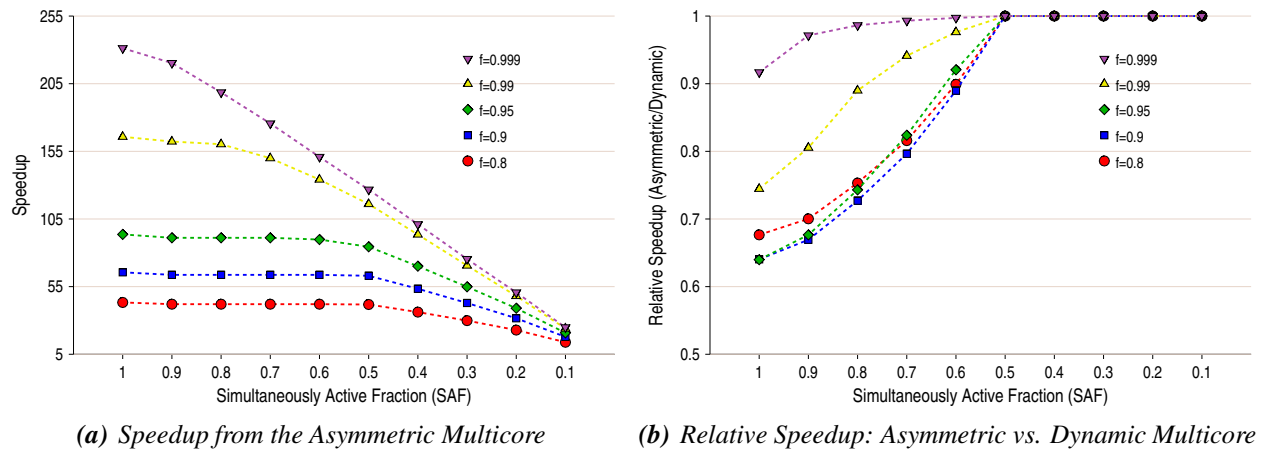 255
205
155
105
55
5
Speedup
1 0.9 0.8 0.7 0.6 0.5 0.4 0.3 0.2 0.1
Simultaneously Active Fraction (SAF)
f=0.999
f=0.99
f=0.95
f=0.9
f=0.8
(a) Speedup from the Asymmetric Multicore
1
0.9
0.8
0.7
0.6
0.5
Relative Speedup (Asymmetric/Dynamic)
1 0.9 0.8 0.7 0.6 0.5 0.4 0.3 0.2 0.1
Simultaneously Active Fraction (SAF)
f=0.999
f=0.99
f=0.95
f=0.9
f=0.8
(b) Relative Speedup: Asymmetric vs. Dynamic Multicore